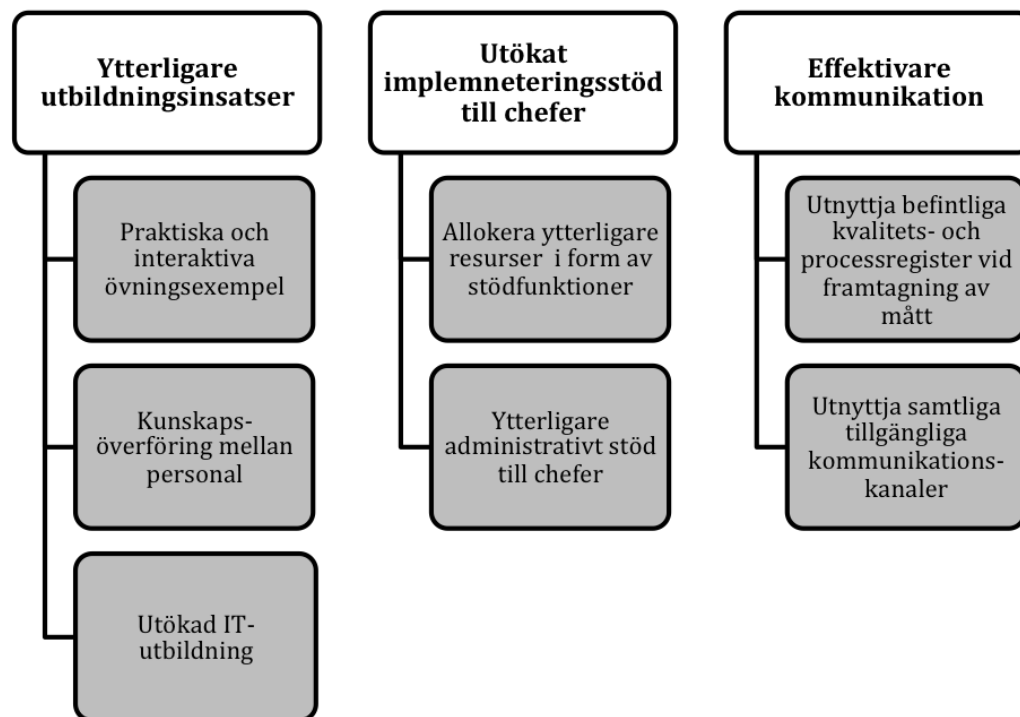 Ytterligare
utbildningsinsatser
Praktiska och
interaktiva
övningsexempel
Kunskaps-
överföring mellan
personal
Utökad IT-
utbildning
Utökat
implemneteringsstöd
till chefer
Allokera ytterligare
resurser i form av
stödfunktioner
Ytterligare
administrativt stöd
till chefer
Effektivare
kommunikation
Utnyttja befintliga
kvalitets- och
processregister vid
framtagning av
mått
Utnyttja samtliga
tillgängliga
kommunikations-
kanaler